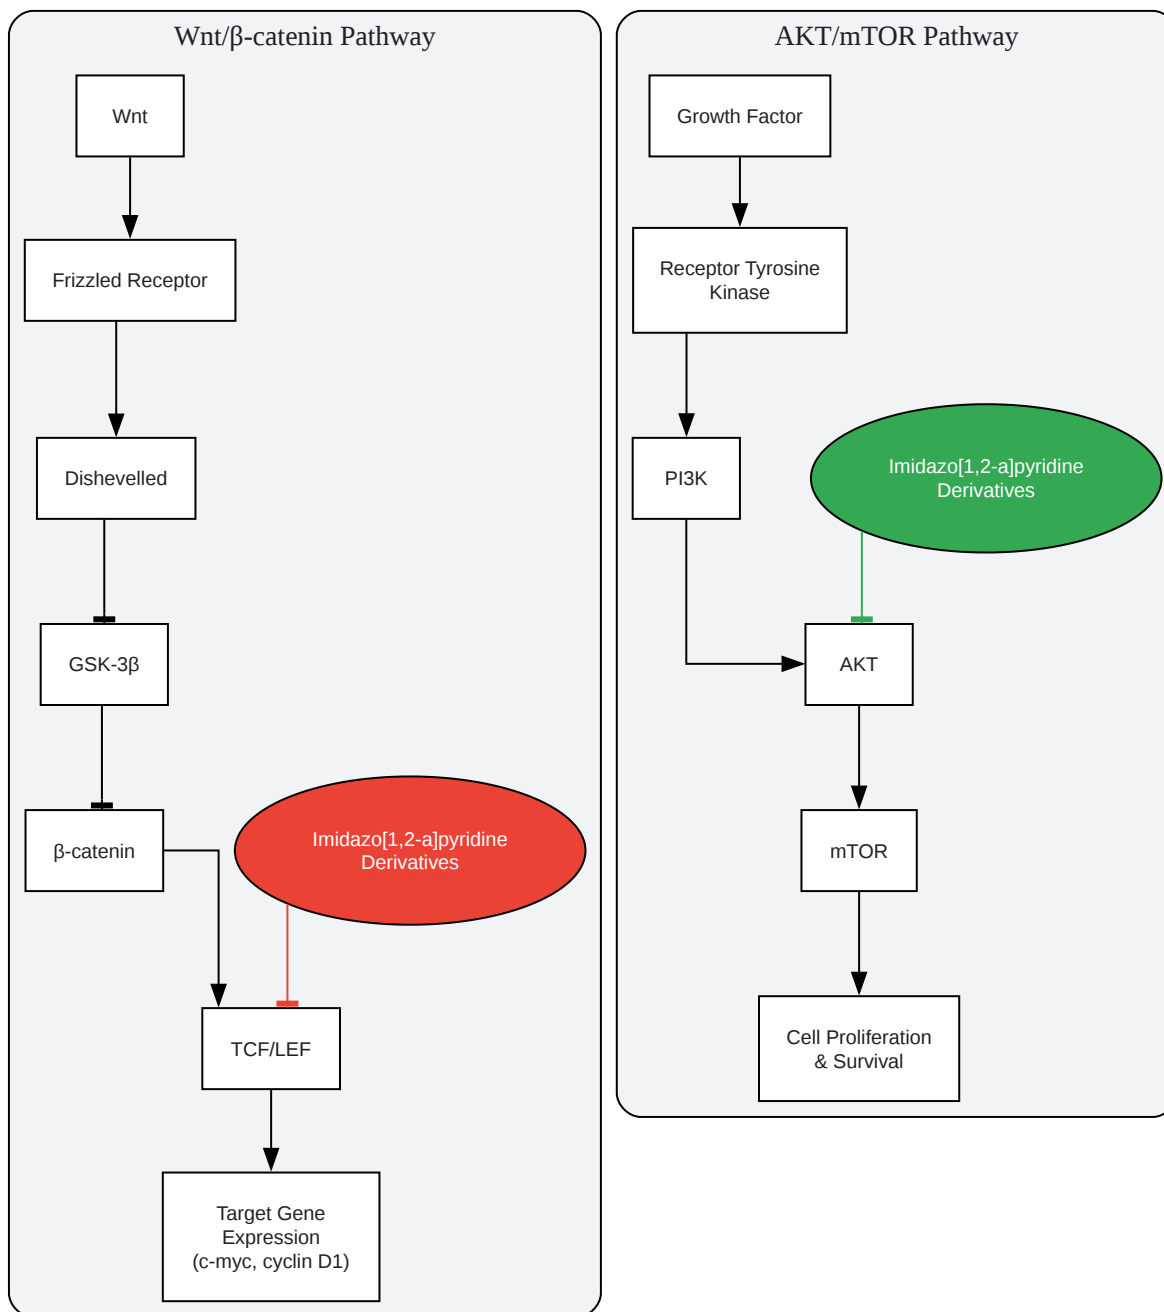 Wnt/β-catenin Pathway
Wnt
Frizzled Receptor
Dishevelled
GSK-3β
β-catenin
Imidazo[1,2-a]pyridine
Derivatives
TCF/LEF
Target Gene
Expression
(c-myc, cyclin D1)
AKT/mTOR Pathway
Growth Factor
Receptor Tyrosine
Kinase
PI3K
Imidazo[1,2-a]pyridine
Derivatives
AKT
mTOR
Cell Proliferation
& Survival